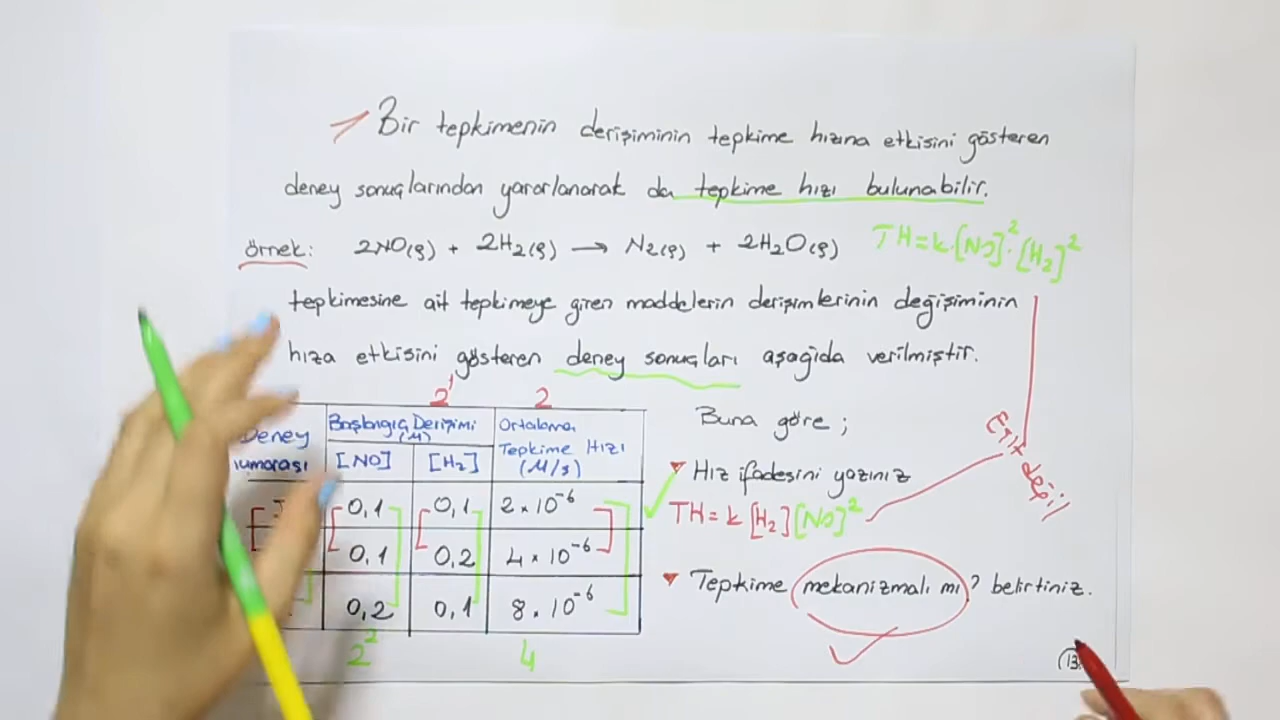 Bir tepkimenin derişiminin tepkime hızına etkisini gösteren
deney sonuçlarından yararlanarak da tepkime hızı bulunabilir.
örnek: 2NO(g) + 2H₂(g) → N₂(g) + 2H₂O(g) TH=k.[NO]².[H₂]²
tepkimesine ait tepkimeye giren maddelerin derişimlerinin değişiminin
hıza etkisini gösteren deney sonuçları aşağıda verilmiştir.
2¹ 2
Deney Başlangıç Derişimi (M) Ortalama Tepkime Hızı (M/s)
[NO] [H₂]
0,1 0,1 2×10⁻⁶
0,1 0,2 4×10⁻⁶
0,2 0,1 8.10⁻⁶
2² 4
Buna göre;
Hız ifadesini yazınız
TH=k[H₂][NO]²
Eşit değil
Tepkime mekanizmalı mı? belirtiniz.
13